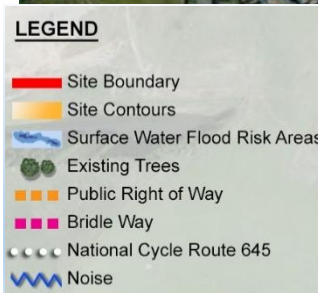 LEGEND
Site Boundary
Site Contours
Surface Water Flood Risk Areas
Existing Trees
Public Right of Way
Bridle Way
National Cycle Route 645
Noise